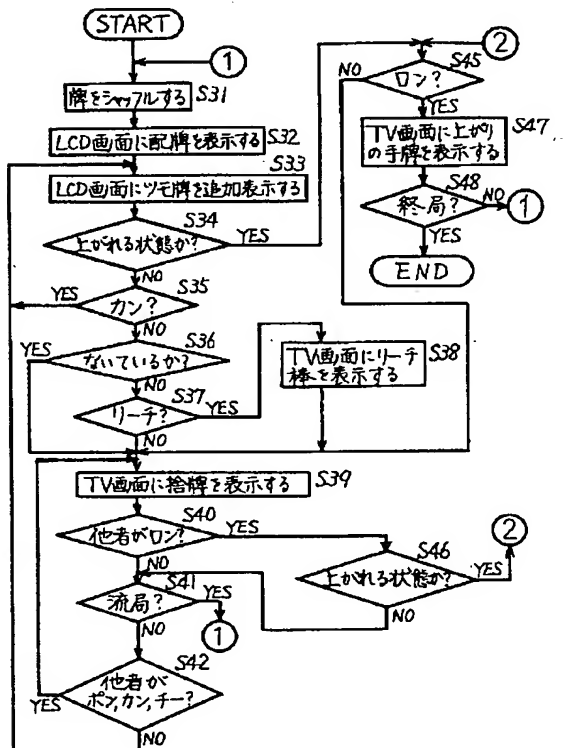 START
①
牌をシャッフルする S31
LCD画面に配牌を表示する S32
S33
LCD画面にツモ牌を追加表示する
S34
上がれる状態か? YES
NO
S35
YES カン?
NO
S36
YES ないているか?
NO
S37
リーチ? YES
NO
TV画面にリーチ
棒を表示する
S38
TV画面に捨牌を表示する
S39
S40
他者がロン? YES
NO
S41
流局? YES
①
NO
S42
他者が
ポン,カン,チー?
YES
NO
②
S45
NO ロン?
YES
S47
TV画面に上がり
の手牌を表示する
S48
終局? NO ①
YES
END
②
S46
上がれる状態か? YES
NO